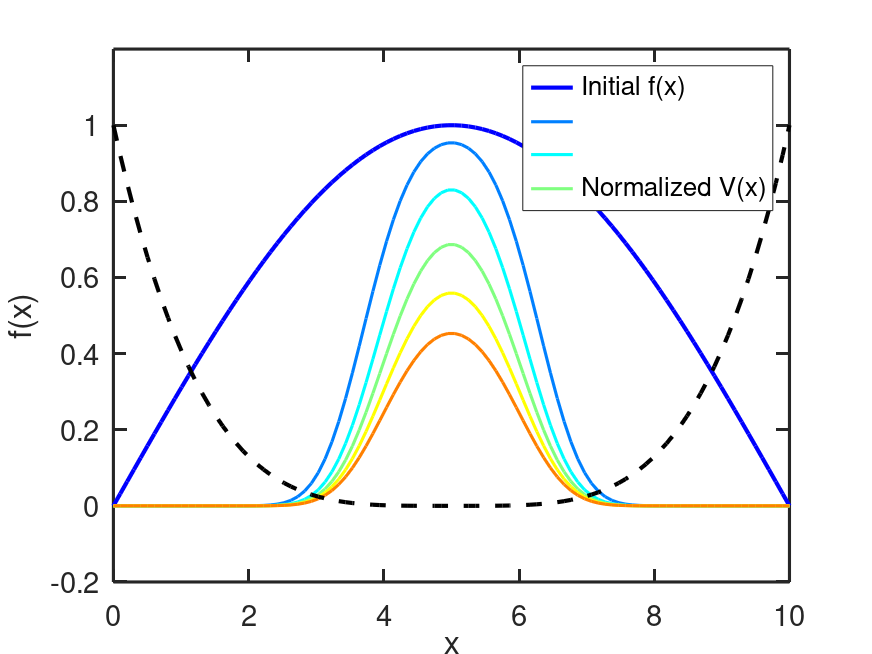 Initial f(x)
Normalized V(x)
1
0.8
0.6
0.4
0.2
0
-0.2
f(x)
0 2 4 6 8 10
x